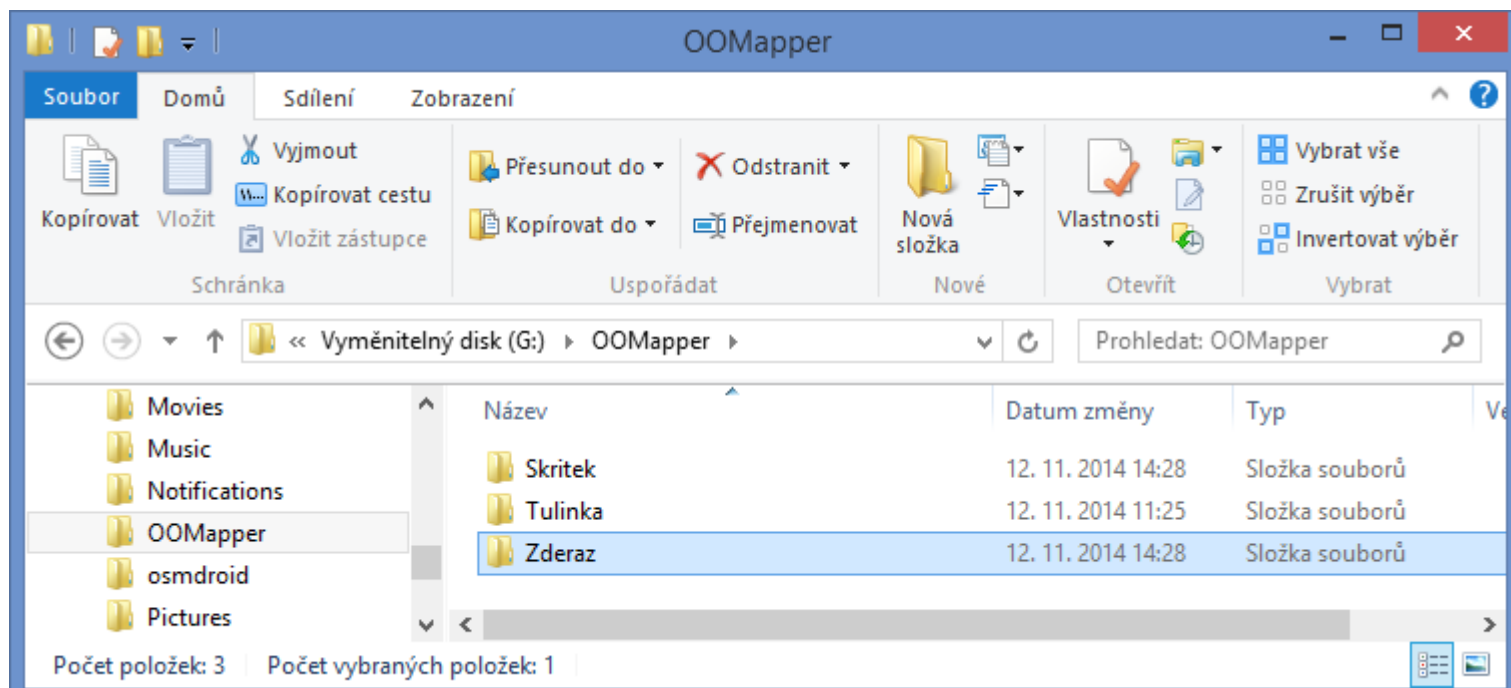 OOMapper
Soubor Domů Sdílení Zobrazení
Kopírovat
Vložit
Vyjmout
Kopírovat cestu
Vložit zástupce
Schránka
Přesunout do
Kopírovat do
Odstranit
Přejmenovat
Uspořádat
Nová
složka
Nové
Vlastnosti
Otevřít
Vybrat vše
Zrušit výběr
Invertovat výběr
Vybrat
« Vyměnitelný disk (G:) OOMapper
Prohledat: OOMapper
Movies
Music
Notifications
OOMapper
osmdroid
Pictures
Název Datum změny Typ
Skritek 12. 11. 2014 14:28 Složka souborů
Tulinka 12. 11. 2014 11:25 Složka souborů
Zderaz 12. 11. 2014 14:28 Složka souborů
Počet položek: 3 Počet vybraných položek: 1